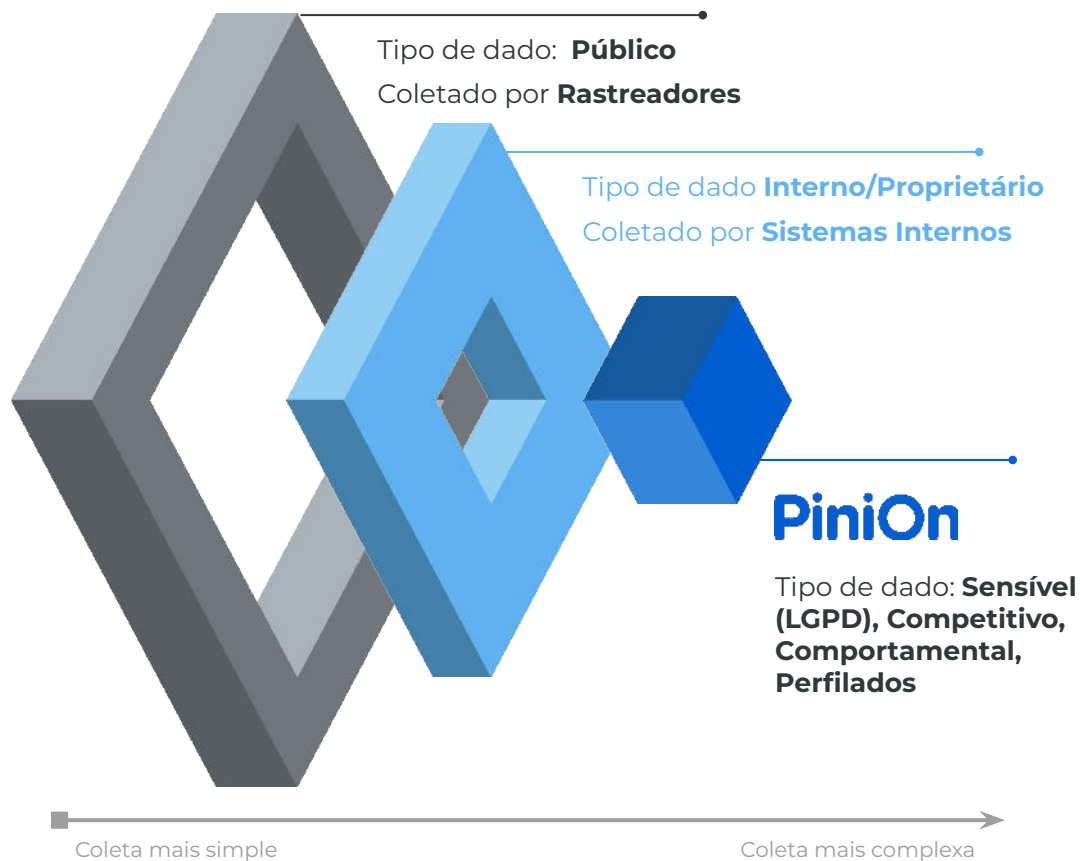 Tipo de dado:  Público
Coletado por Rastreadores
Tipo de dado Interno/Proprietário
Coletado por Sistemas Internos
PiniOn
Tipo de dado: Sensível
(LGPD), Competitivo,
Comportamental,
Perfilados
Coleta mais simple
Coleta mais complexa